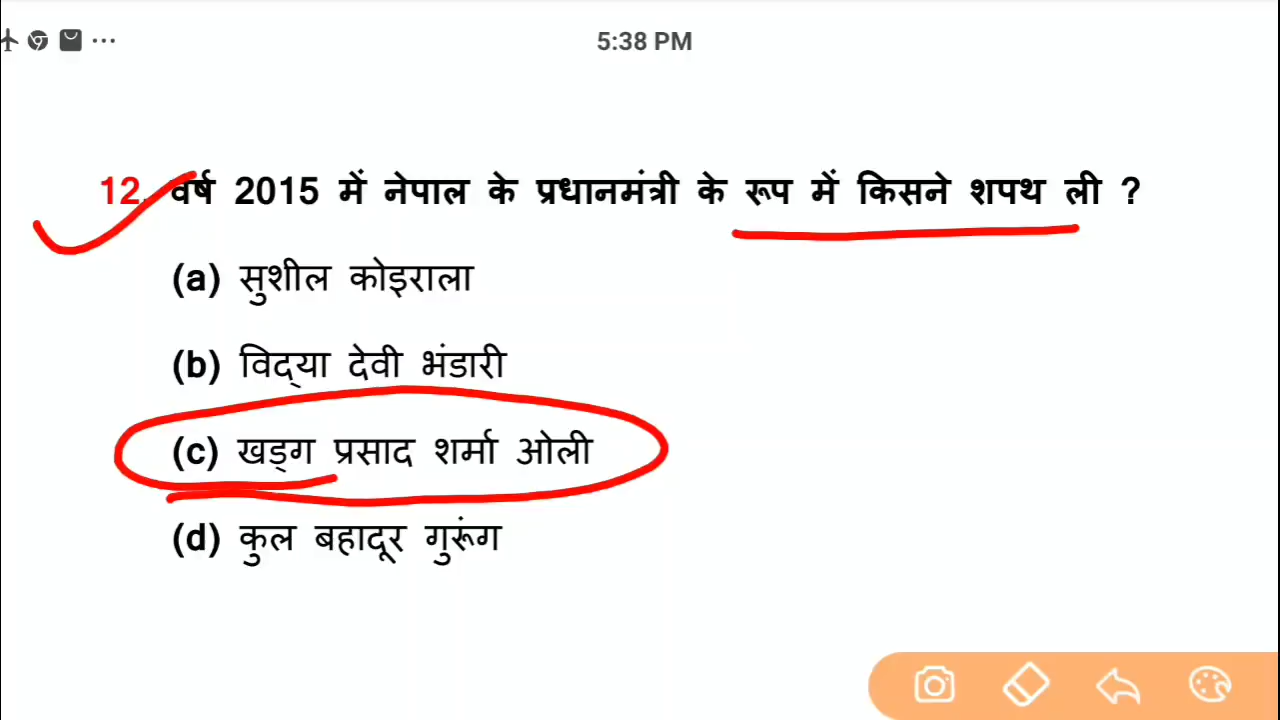 5:38 PM
12. वर्ष 2015 में नेपाल के प्रधानमंत्री के रूप में किसने शपथ ली ?
(a) सुशील कोइराला
(b) विद्‌या देवी भंडारी
(c) खड्ग प्रसाद शर्मा ओली
(d) कुल बहादूर गुरूंग